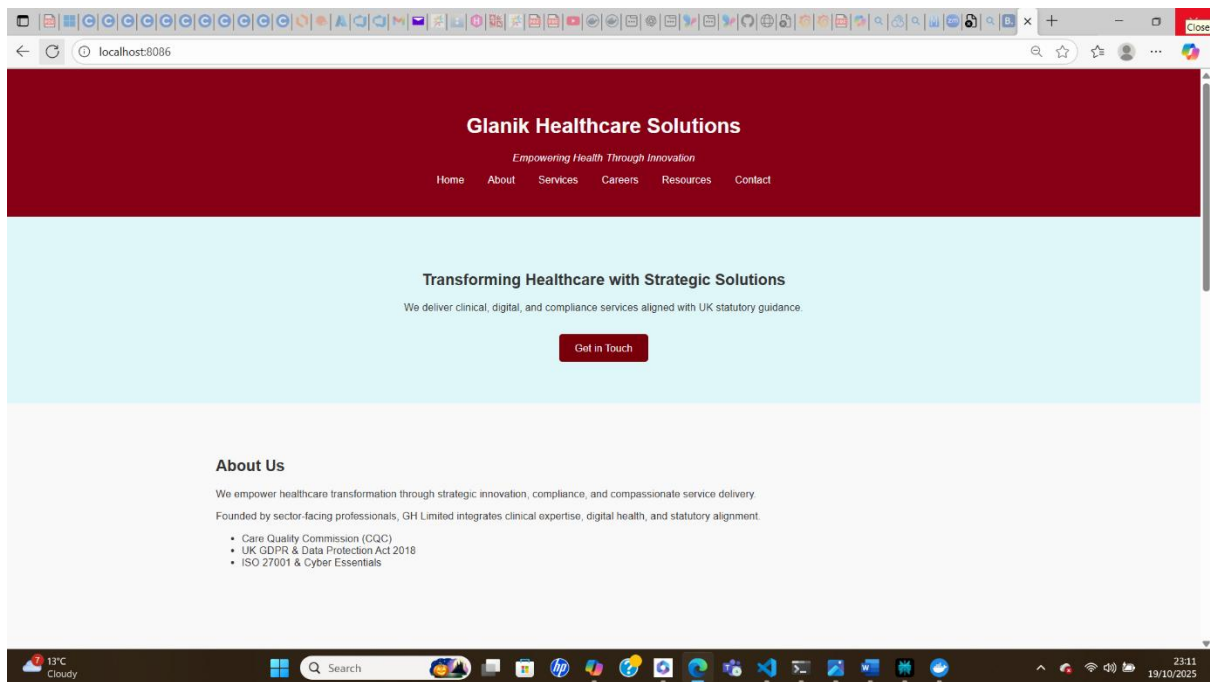 Close
localhost:8086
Glanik Healthcare Solutions
Empowering Health Through Innovation
Home About Services Careers Resources Contact
Transforming Healthcare with Strategic Solutions
We deliver clinical, digital, and compliance services aligned with UK statutory guidance.
Get in Touch
About Us
We empower healthcare transformation through strategic innovation, compliance, and compassionate service delivery.
Founded by sector-facing professionals, GH Limited integrates clinical expertise, digital health, and statutory alignment.
• Care Quality Commission (CQC)
• UK GDPR & Data Protection Act 2018
• ISO 27001 & Cyber Essentials
7
13°C
Cloudy
Search
23:11
19/10/2025